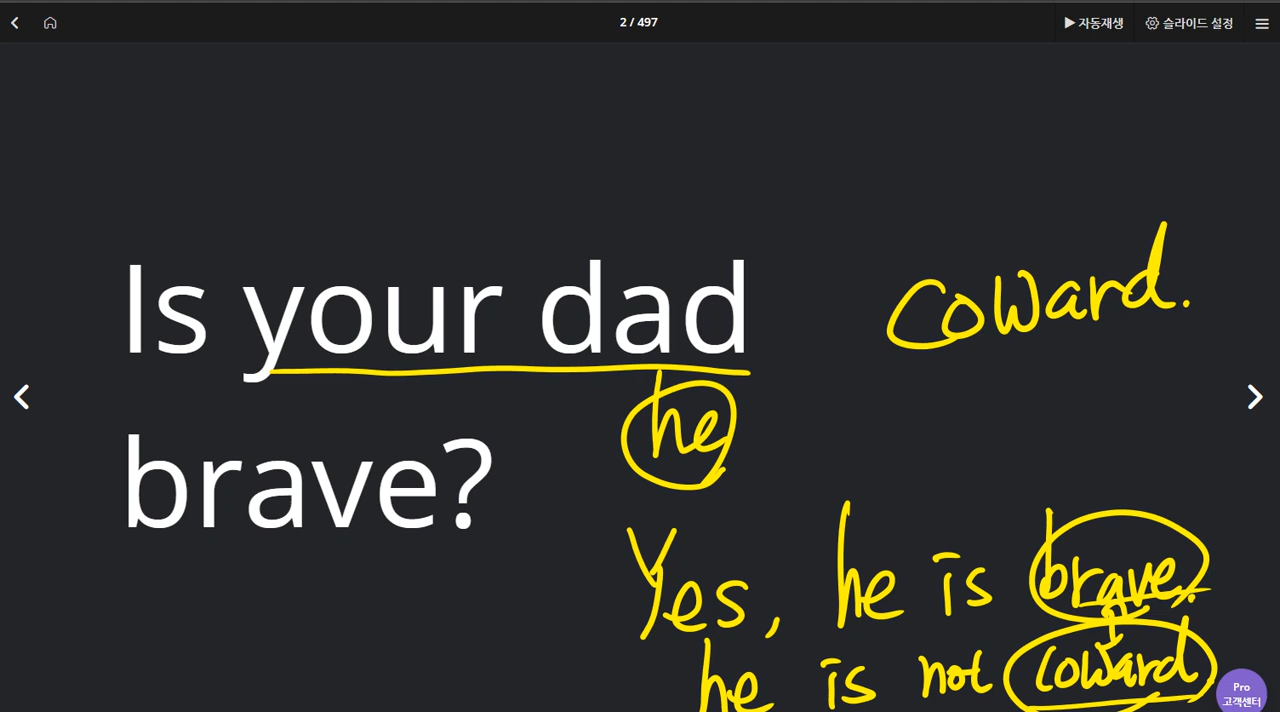 2 / 497
자동재생
슬라이드 설정
Is your dad
brave?
coward.
he
Yes, he is brave.
he is not coward
Pro
고객센터